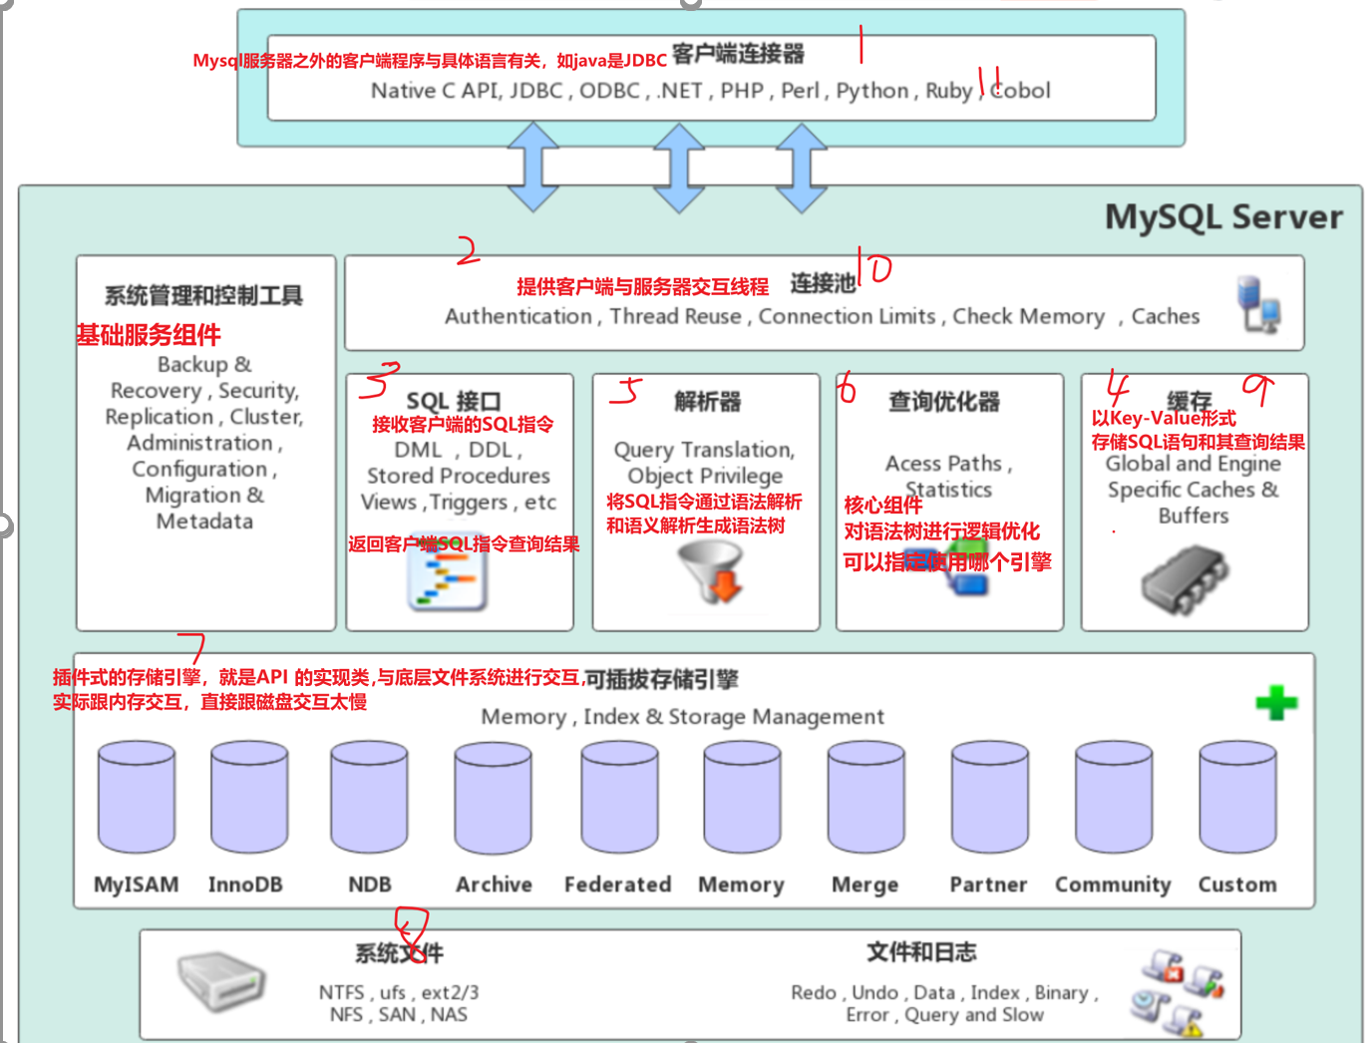 Mysql服务器之外的客户端程序与具体语言有关，如java是JDBC 客户端连接器 1
Native C API, JDBC , ODBC , .NET , PHP , Perl , Python , Ruby , Cobol 11
MySQL Server
系统管理和控制工具
基础服务组件
Backup &
Recovery , Security,
Replication , Cluster,
Administration ,
Configuration ,
Migration &
Metadata
2 10
提供客户端与服务器交互线程 连接池
Authentication , Thread Reuse , Connection Limits , Check Memory , Caches
3
SQL 接口
接收客户端的SQL指令
DML , DDL ,
Stored Procedures
Views ,Triggers , etc
返回客户端SQL指令查询结果
5
解析器
Query Translation,
Object Privilege
将SQL指令通过语法解析
和语义解析生成语法树
6
查询优化器
Acess Paths ,
Statistics
核心组件
对语法树进行逻辑优化
可以指定使用哪个引擎
4 9
缓存
以Key-Value形式
存储SQL语句和其查询结果
Global and Engine
Specific Caches &
Buffers
7
插件式的存储引擎，就是API 的实现类,与底层文件系统进行交互, 可插拔存储引擎
实际跟内存交互，直接跟磁盘交互太慢
Memory , Index & Storage Management
MyISAM InnoDB NDB Archive Federated Memory Merge Partner Community Custom
8
系统文件
NTFS , ufs , ext2/3
NFS , SAN , NAS
文件和日志
Redo , Undo , Data , Index , Binary ,
Error , Query and Slow